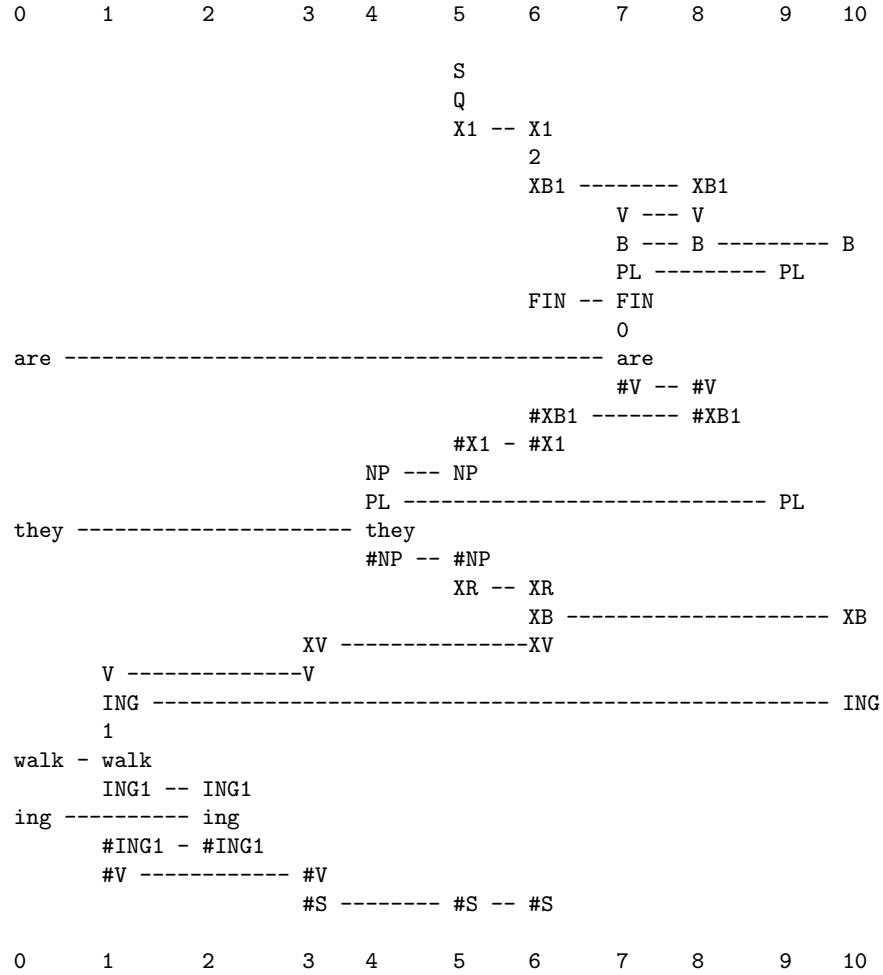 0 1 2 3 4 5 6 7 8 9 10
S
Q
X1 -- X1
2
XB1 -------- XB1
V --- V
B --- B --------- B
PL --------- PL
FIN -- FIN
0
are --------------------------------------- are
#V -- #V
#XB1 ------- #XB1
#X1 - #X1
NP --- NP
PL ----------------------------- PL
they ---------------------- they
#NP -- #NP
XR -- XR
XB --------------------- XB
XV ---------------XV
V --------------V
ING ------------------------------------------------------ ING
1
walk - walk
ING1 -- ING1
ing ---------- ing
#ING1 - #ING1
#V ------------ #V
#S -------- #S -- #S
0 1 2 3 4 5 6 7 8 9 10